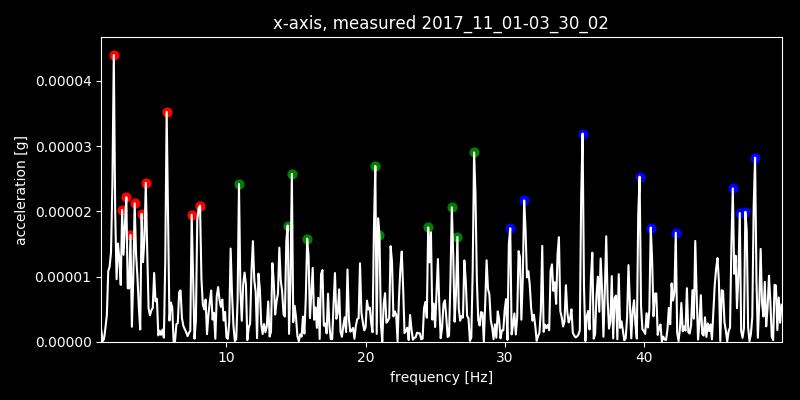 x-axis, measured 2017_11_01-03_30_02
acceleration [g]
0.00004
0.00003
0.00002
0.00001
0.00000
10 20 30 40
frequency [Hz]